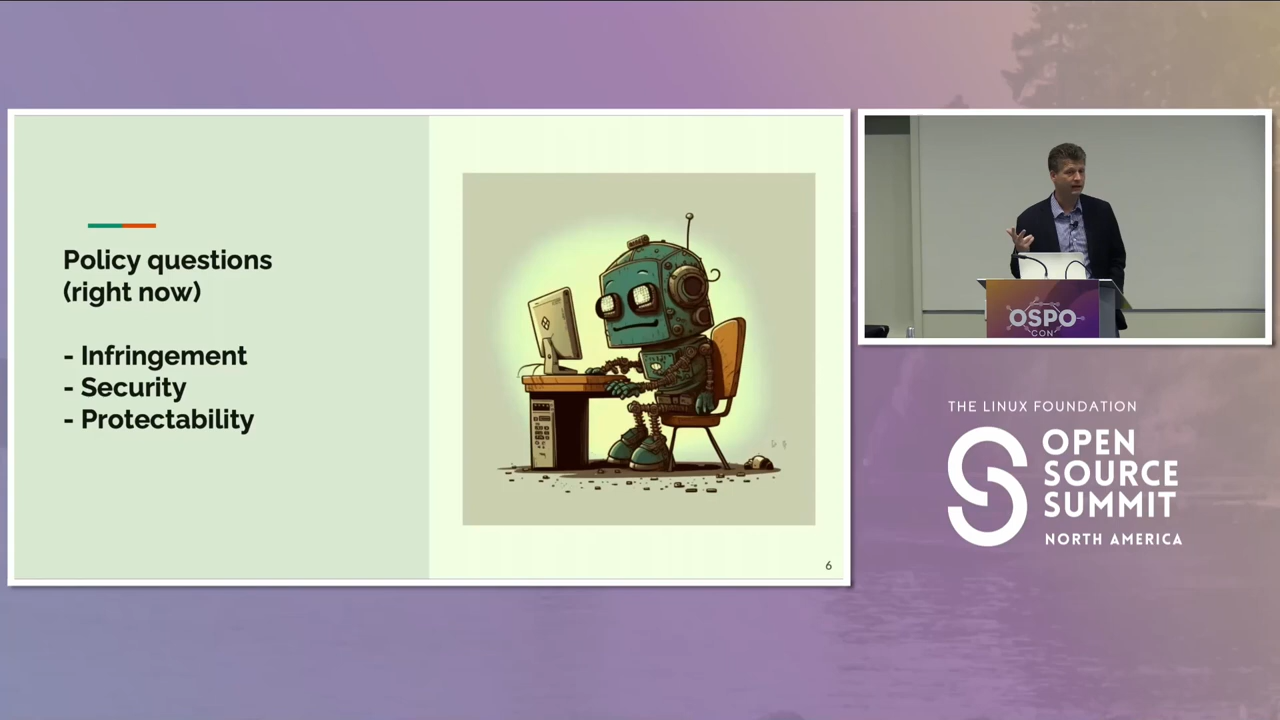 Policy questions
(right now)
- Infringement
- Security
- Protectability
6
OSPO
CON
THE LINUX FOUNDATION
OPEN
SOURCE
SUMMIT
NORTH AMERICA